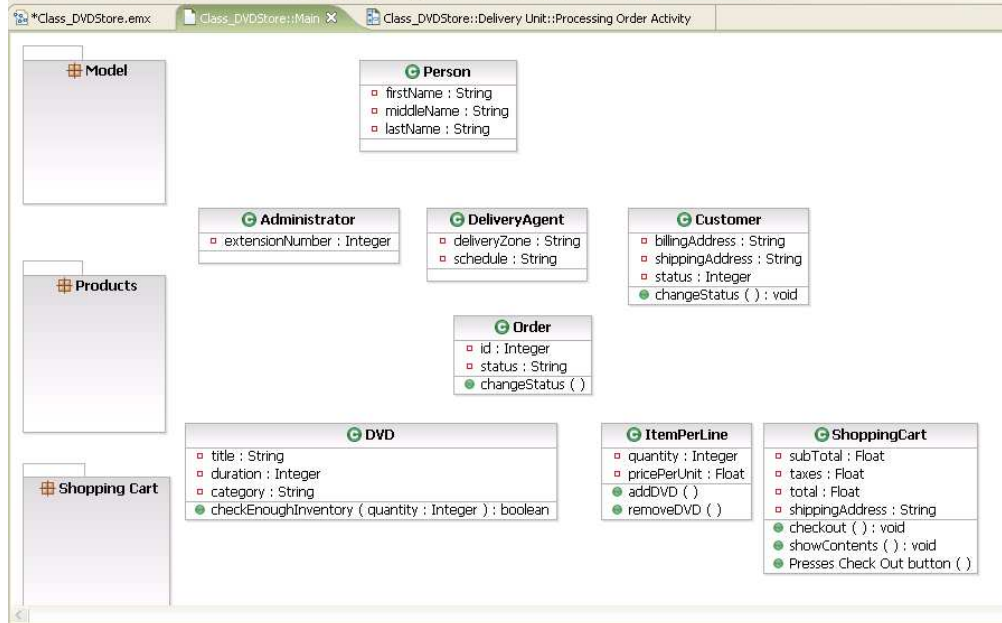 *Class_DVDStore.emx
Class_DVDStore::Main
Class_DVDStore::Delivery Unit::Processing Order Activity
Model
Person
firstName : String
middleName : String
lastName : String
Administrator
extensionNumber : Integer
DeliveryAgent
deliveryZone : String
schedule : String
Customer
billingAddress : String
shippingAddress : String
status : Integer
changeStatus ( ) : void
Products
Order
id : Integer
status : String
changeStatus ( )
DVD
title : String
duration : Integer
category : String
checkEnoughInventory ( quantity : Integer ) : boolean
ItemPerLine
quantity : Integer
pricePerUnit : Float
addDVD ( )
removeDVD ( )
ShoppingCart
subTotal : Float
taxes : Float
total : Float
shippingAddress : String
checkout ( ) : void
showContents ( ) : void
Presses Check Out button ( )
Shopping Cart